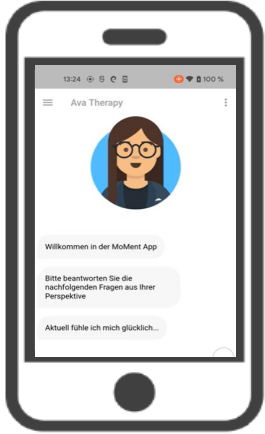 13:24
100 %
Ava Therapy
Willkommen in der MoMent App
Bitte beantworten Sie die
nachfolgenden Fragen aus Ihrer
Perspektive
Aktuell fühle ich mich glücklich...